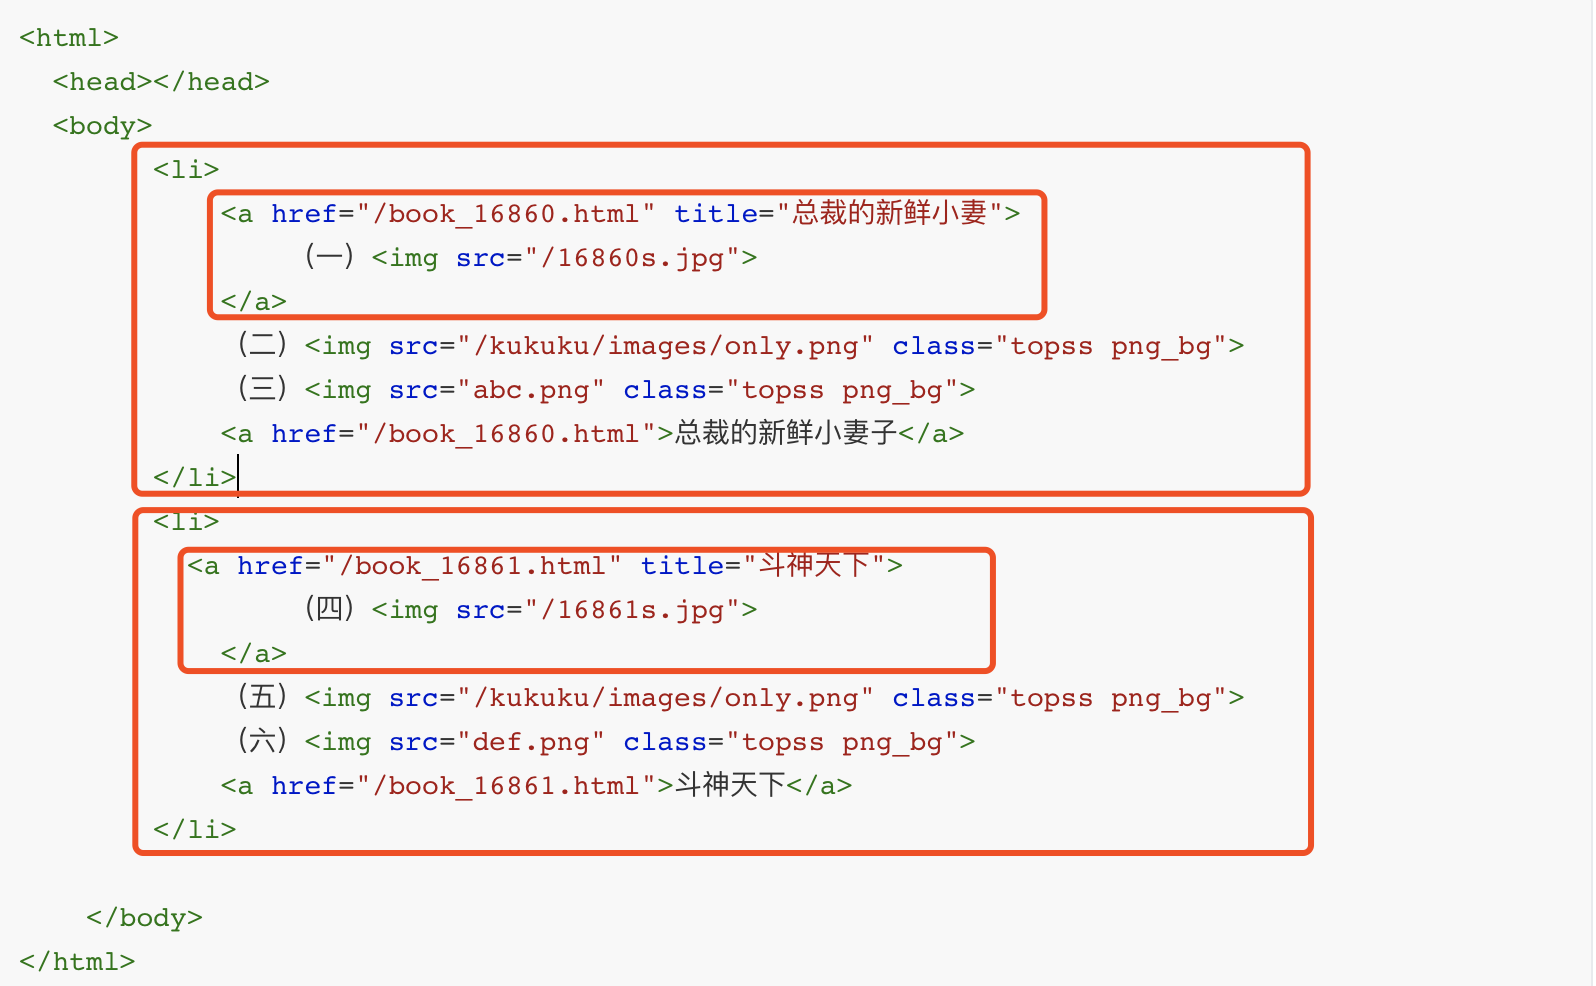 <html>
<head></head>
<body>
<li>
<a href="/book_16860.html" title="总裁的新鲜小妻">
（一）<img src="/16860s.jpg">
</a>
（二）<img src="/kukuku/images/only.png" class="topss png_bg">
（三）<img src="abc.png" class="topss png_bg">
<a href="/book_16860.html">总裁的新鲜小妻子</a>
</li>
<li>
<a href="/book_16861.html" title="斗神天下">
（四）<img src="/16861s.jpg">
</a>
（五）<img src="/kukuku/images/only.png" class="topss png_bg">
（六）<img src="def.png" class="topss png_bg">
<a href="/book_16861.html">斗神天下</a>
</li>
</body>
</html>